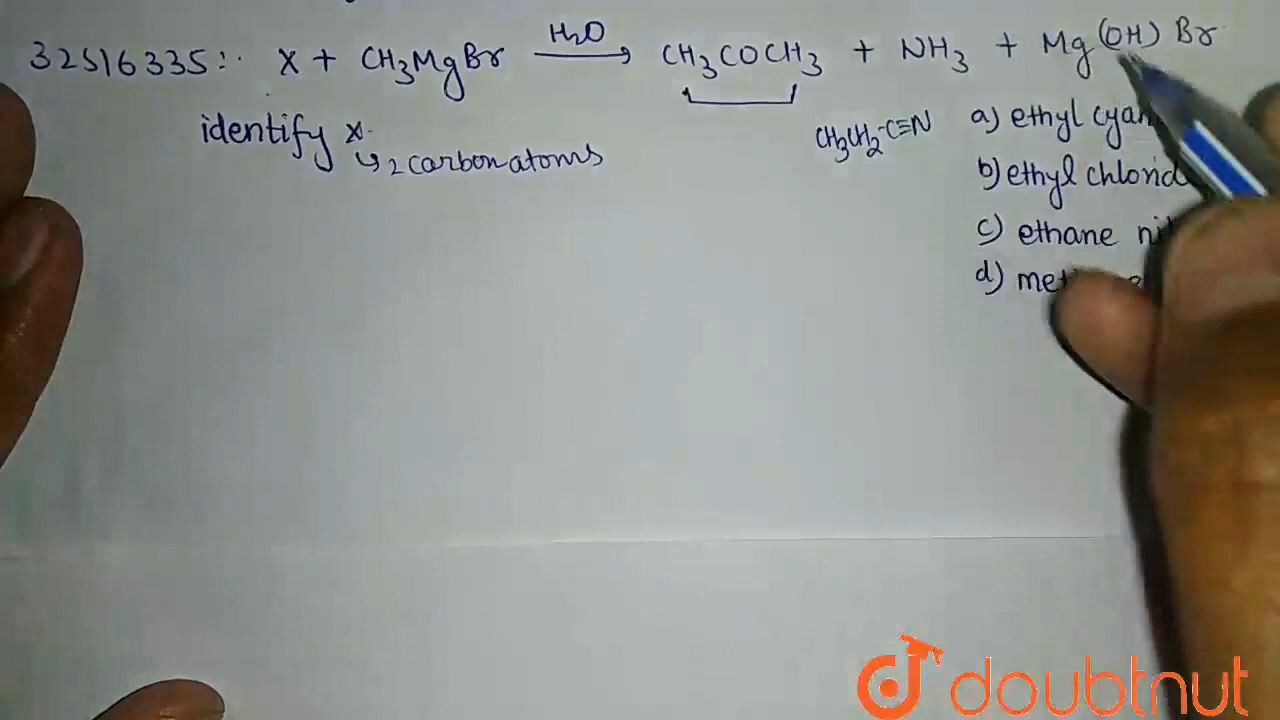 32516335:· X + CH3MgBr H2O → CH3COCH3 + NH3 + Mg(OH)Br
identify x.
↳ 2 carbon atoms
CH3CH2-C≡N
a) ethyl
b) ethyl
c) ethane
d)
doubtnut